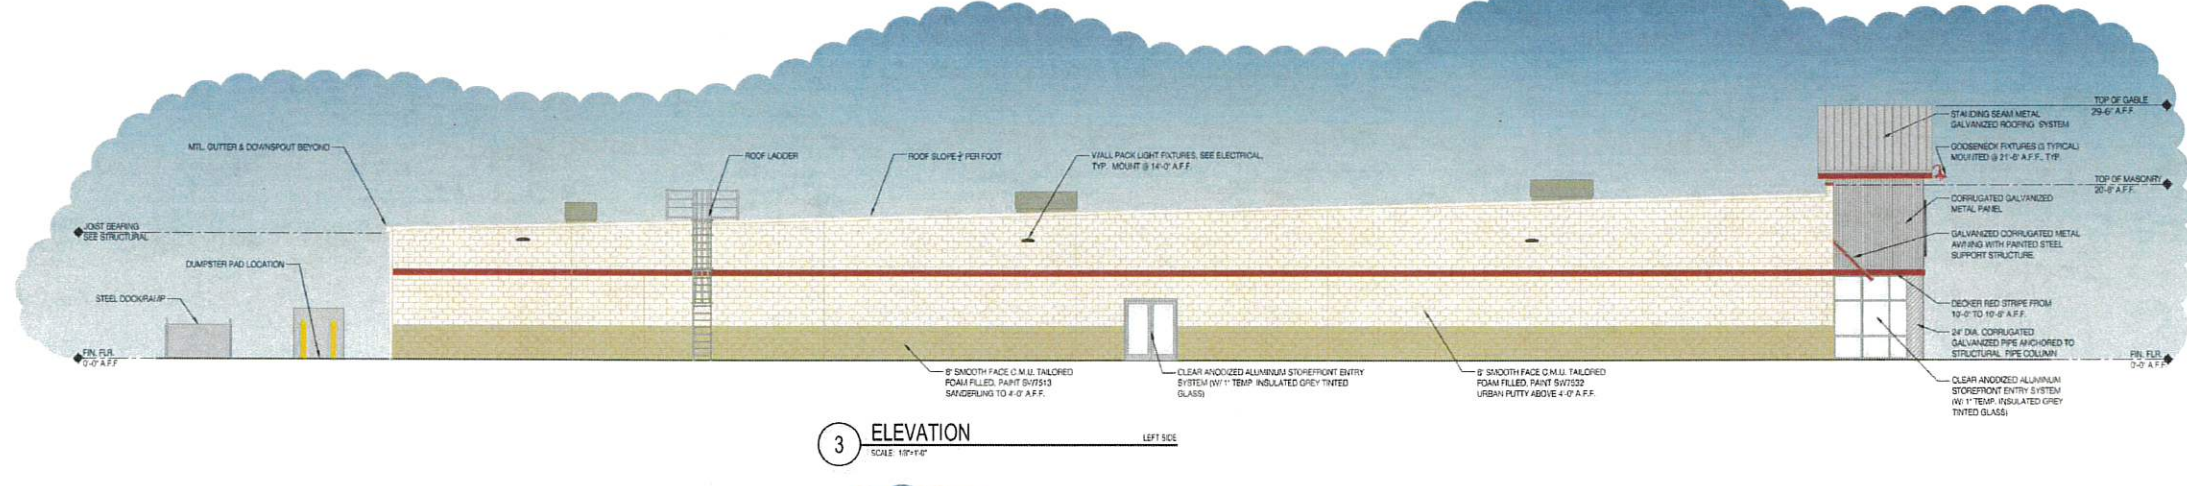 MTL. GUTTER & DOWNSPOUT BEYOND
JOIST BEARING
SEE STRUCTURAL
DUMPSTER PAD LOCATION
STEEL DOCK/RAMP
FIN. FLR.
0'-0" A.F.F.
ROOF LADDER
ROOF SLOPE PER FOOT
WALL PACK LIGHT FIXTURES, SEE ELECTRICAL,
TYP. MOUNT @ 14'-0" A.F.F.
TOP OF GABLE
29'-6" A.F.F.
STANDING SEAM METAL
GALVANIZED ROOFING SYSTEM
GOOSENECK FIXTURES (3 TYPICAL)
MOUNTED @ A.F.F., TYP.
TOP OF MASONRY
20'-8" A.F.F.
CORRUGATED GALVANIZED
METAL PANEL
GALVANIZED CORRUGATED METAL
AWNING WITH PAINTED STEEL
SUPPORT STRUCTURE.
DECKER RED STRIPE FROM
10'-0" TO 10'-8" A.F.F.
24" DIA. CORRUGATED
GALVANIZED PIPE ANCHORED TO
STRUCTURAL PIPE COLUMN
FIN. FLR.
0'-0" A.F.F.
CLEAR ANODIZED ALUMINUM
STOREFRONT ENTRY SYSTEM
(W/ 1" TEMP. INSULATED GREY
TINTED GLASS)
8" SMOOTH FACE C.M.U. TAILORED
FOAM FILLED, PAINT SW7513
SANDERLING TO 4'-0" A.F.F.
CLEAR ANODIZED ALUMINUM STOREFRONT ENTRY
SYSTEM (W/ 1" TEMP. INSULATED GREY TINTED
GLASS)
8" SMOOTH FACE C.M.U. TAILORED
FOAM FILLED, PAINT SW7532
URBAN PUTTY ABOVE 4'-0" A.F.F.
3
ELEVATION
LEFT SIDE
SCALE: 1/8"=1'-0"